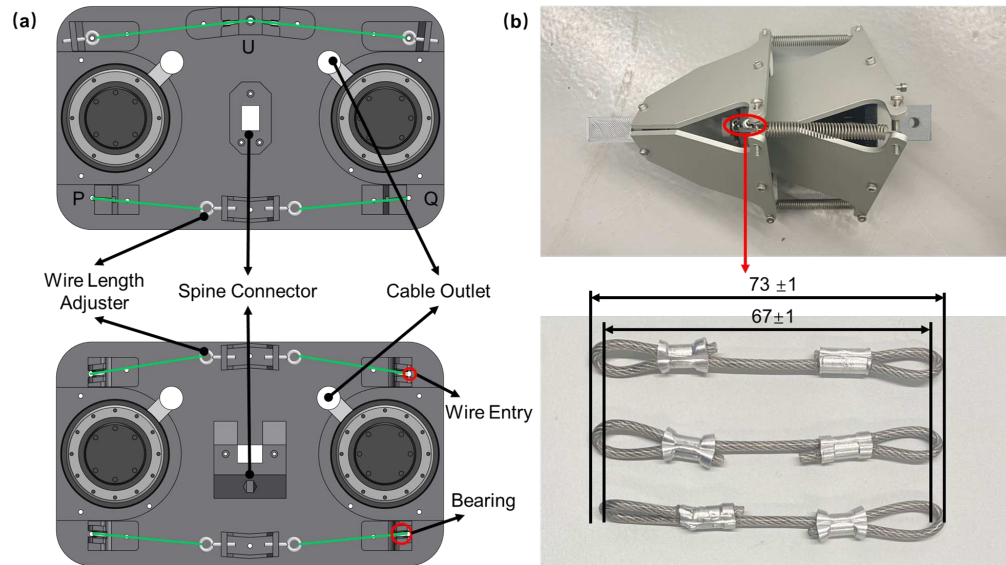 (a)
U
P
Q
Wire Length
Adjuster
Spine Connector
Cable Outlet
Wire Entry
Bearing
(b)
73 ±1
67±1